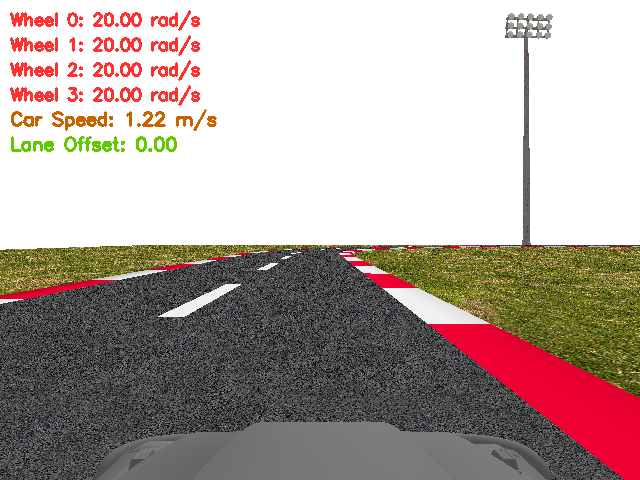 Wheel 0: 20.00 rad/s
Wheel 1: 20.00 rad/s
Wheel 2: 20.00 rad/s
Wheel 3: 20.00 rad/s
Car Speed: 1.22 m/s
Lane Offset: 0.00